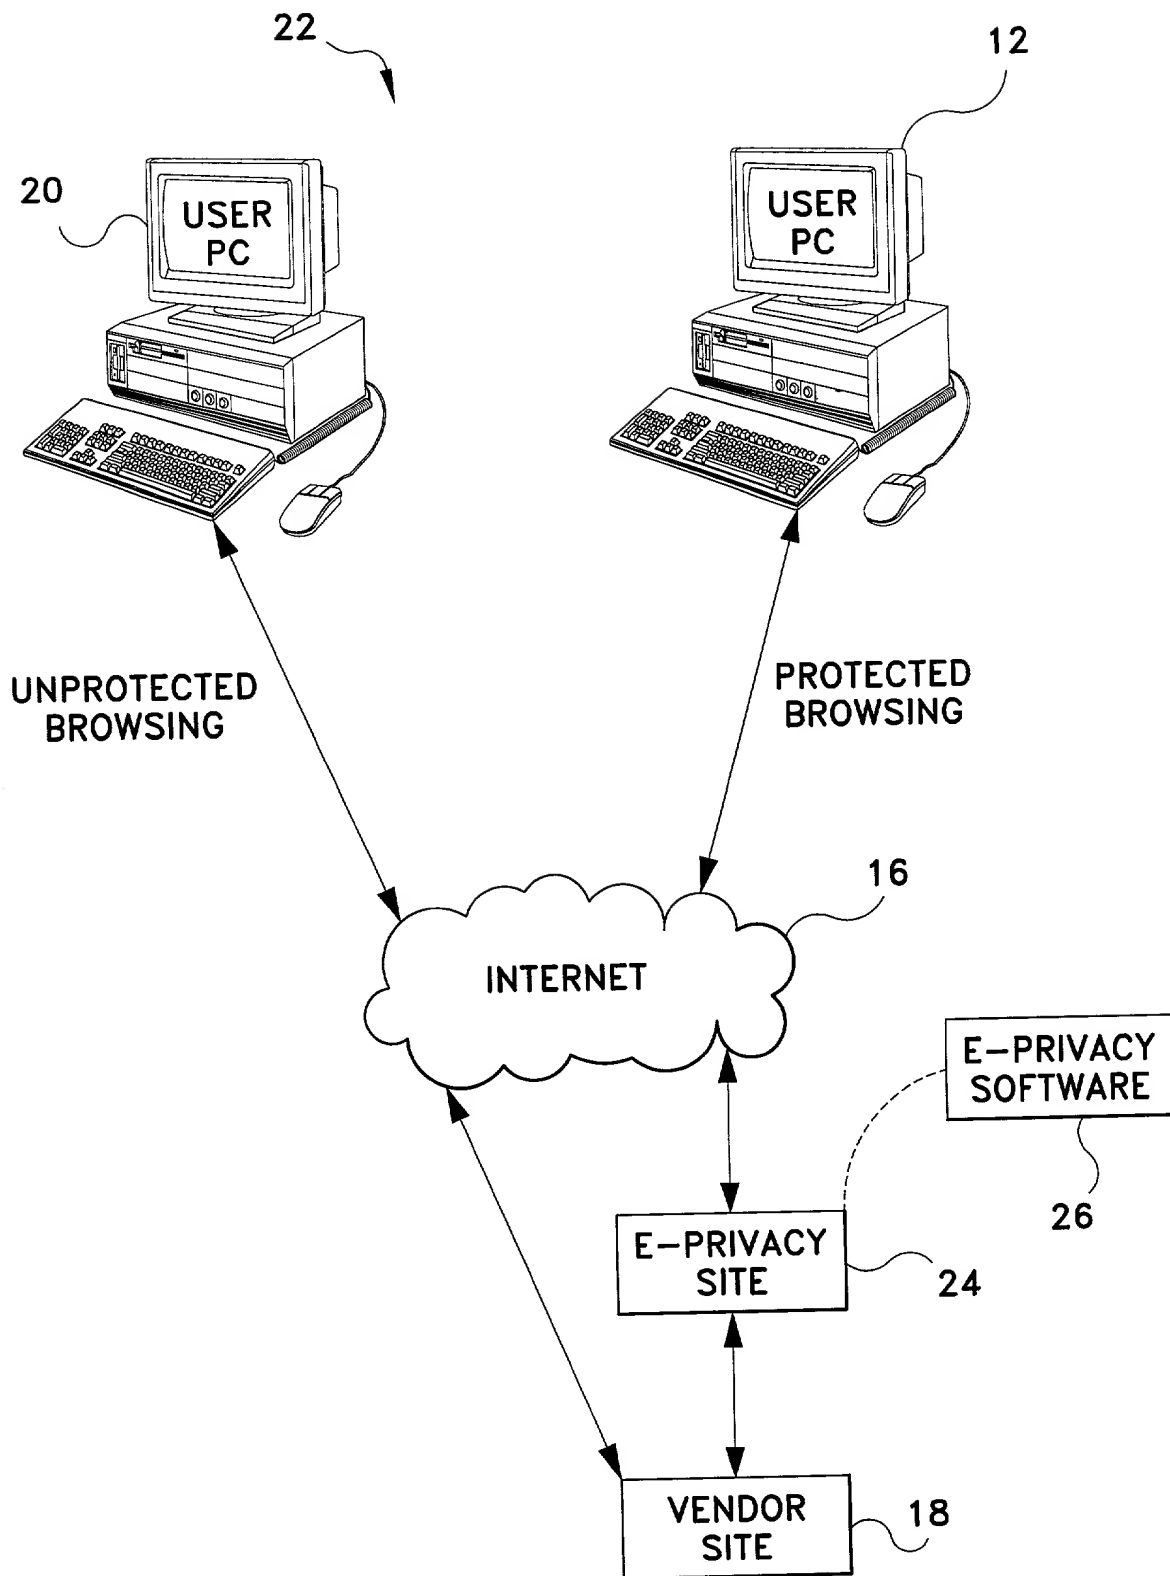 22
12
20
USER
PC
USER
PC
UNPROTECTED
BROWSING
PROTECTED
BROWSING
16
INTERNET
E-PRIVACY
SOFTWARE
26
E-PRIVACY
SITE
24
VENDOR
SITE
18